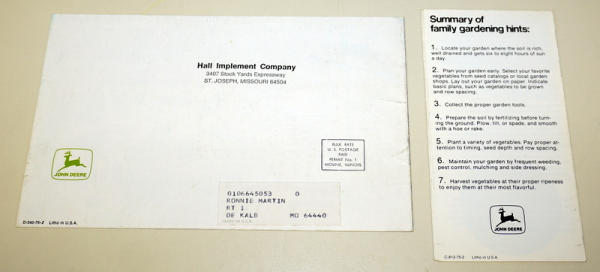 Hall Implement Company
3407 Stock Yards Expressway
ST. JOSEPH, MISSOURI 64504
JOHN DEERE
BULK RATE
U. S. POSTAGE
PAID
PERMIT No. 1
MOLINE, ILLINOIS
0106645053 0
RONNIE MARTIN
RT 1
DE KALB MO 64440
D-240-75-2 Litho in U.S.A.
Summary of
family gardening hints:
1. Locate your garden where the soil is rich,
well drained and gets six to eight hours of sun
a day.
2. Plan your garden early. Select your favorite
vegetables from seed catalogs or local garden
shops. Lay out your garden on paper. Indicate
basic plans, such as vegetables to be grown
and row spacing.
3. Collect the proper garden tools.
4. Prepare the soil by fertilizing before turn-
ing the ground. Plow, till, or spade, and smooth
with a hoe or rake.
5. Plant a variety of vegetables. Pay proper at-
tention to timing, seed depth and row spacing.
6. Maintain your garden by frequent weeding,
pest control, mulching and side dressing.
7. Harvest vegetables at their proper ripeness
to enjoy them at their most flavorful.
JOHN DEERE
Litho in U.S.A.